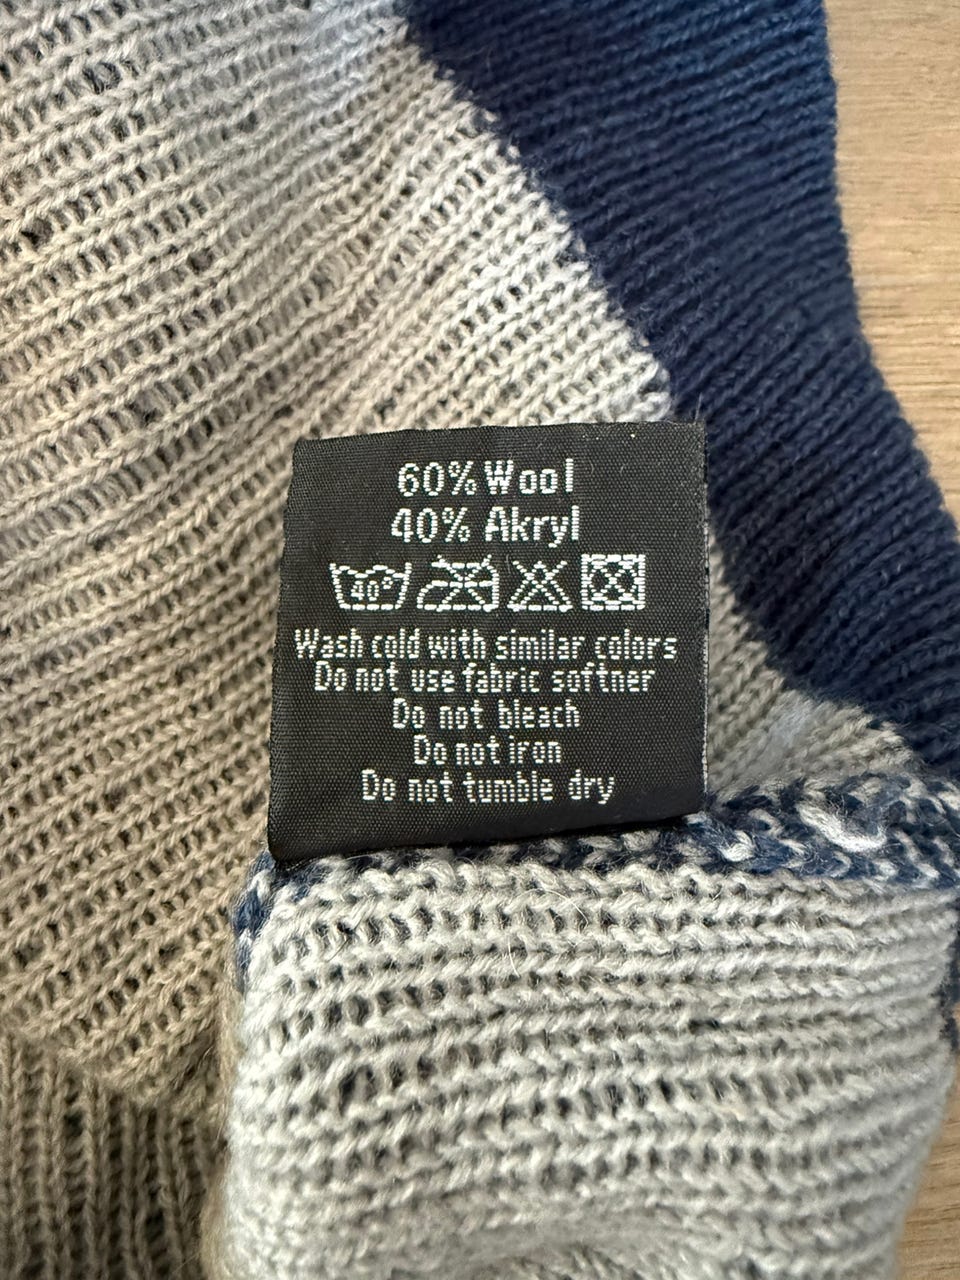 60% Wool
40% Akryl
40°
Wash cold with similar colors
Do not use fabric softner
Do not bleach
Do not iron
Do not tumble dry